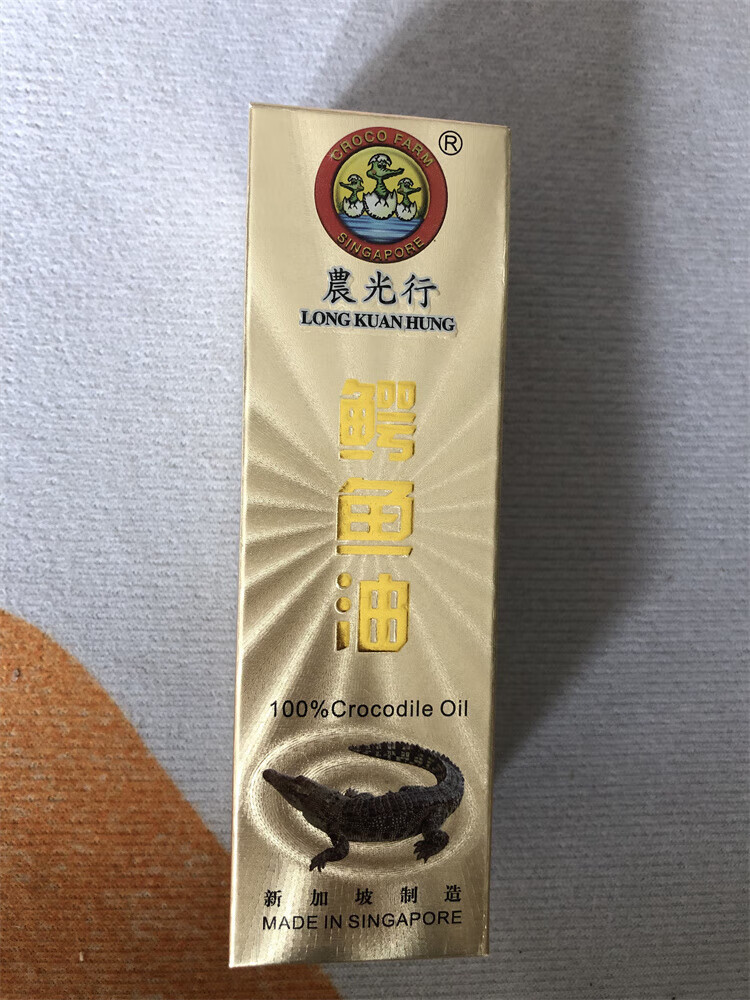 CROCO FARM
SINGAPORE
®
農光行
LONG KUAN HUNG
鳄鱼油
100%Crocodile Oil
新加坡制造
MADE IN SINGAPORE